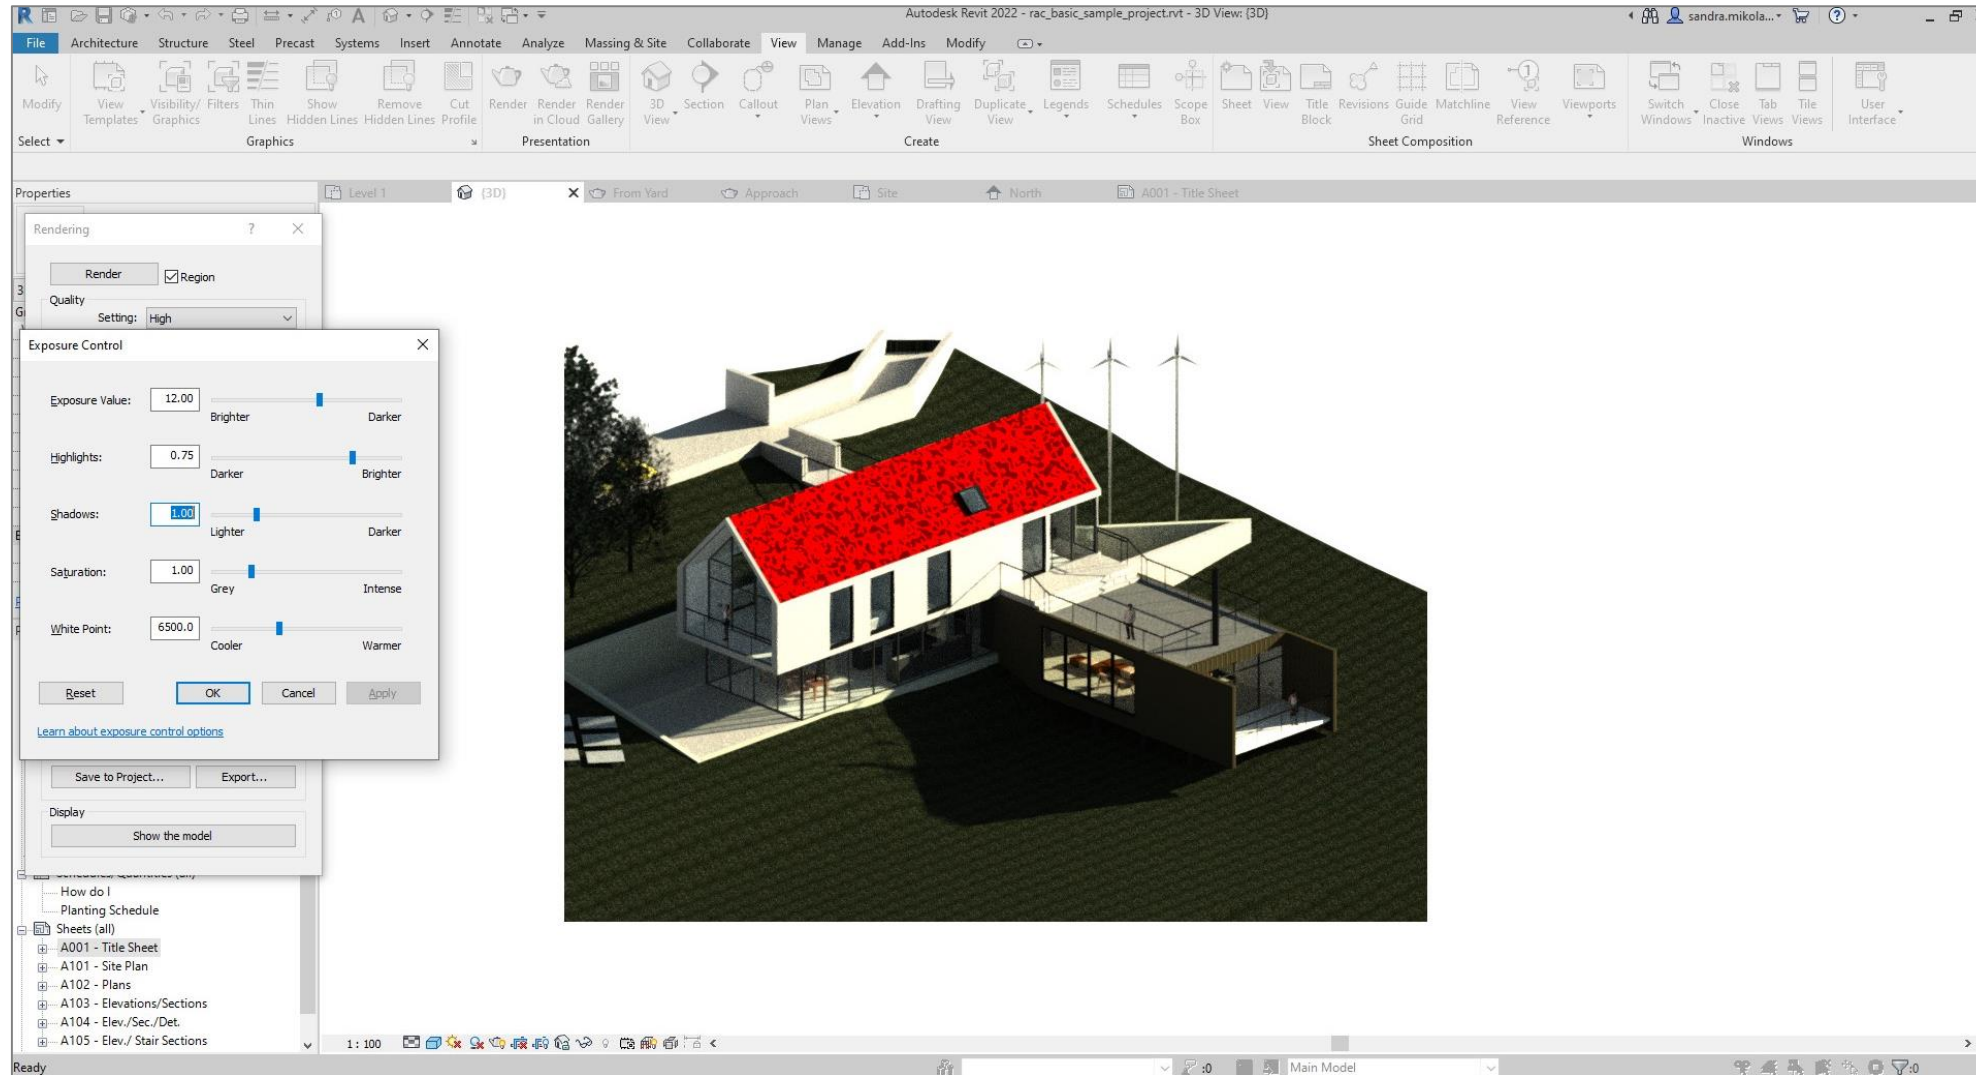 Autodesk Revit 2022 - rac_basic_sample_project.rvt - 3D View: {3D}
sandra.mikola...
File Architecture Structure Steel Precast Systems Insert Annotate Analyze Massing & Site Collaborate View Manage Add-Ins Modify
Modify View Templates Visibility/ Graphics Filters Thin Lines Show Hidden Lines Remove Hidden Lines Cut Profile Render Render in Cloud Render Gallery 3D View Section Callout Plan Views Elevation Drafting View Duplicate View Legends Schedules Scope Box Sheet View Title Block Revisions Guide Grid Matchline View Reference Viewports Switch Windows Close Inactive Tab Views Tile Views User Interface
Select Graphics Presentation Create Sheet Composition Windows
Properties
Level 1 {3D} From Yard Approach Site North A001 - Title Sheet
Rendering ?
Render Region
Quality
Setting: High
Exposure Control
Exposure Value: 12.00
Brighter Darker
Highlights: 0.75
Darker Brighter
Shadows: 1.00
Lighter Darker
Saturation: 1.00
Grey Intense
White Point: 6500.0
Cooler Warmer
Reset OK Cancel Apply
Learn about exposure control options
Save to Project... Export...
Display
Show the model
How do I
Planting Schedule
Sheets (all)
A001 - Title Sheet
A101 - Site Plan
A102 - Plans
A103 - Elevations/Sections
A104 - Elev./Sec./Det.
A105 - Elev./ Stair Sections
1 : 100
Ready
:0 Main Model :0